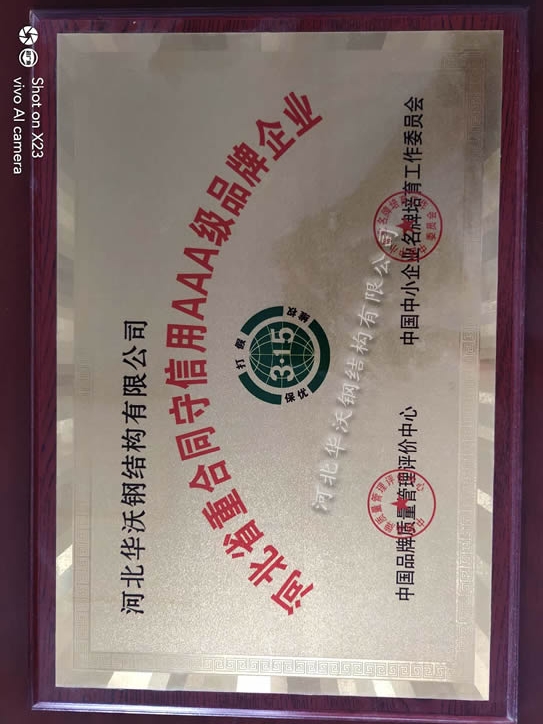 河北华沃钢结构有限公司
河北省重合同守信用AAA级品牌企业
打假
维权
3·15
保优
河北华沃钢结构有限公司
中国品牌质量管理评价中心
中国中小企业名牌培育工作委员会
Shot on X23
vivo AI camera